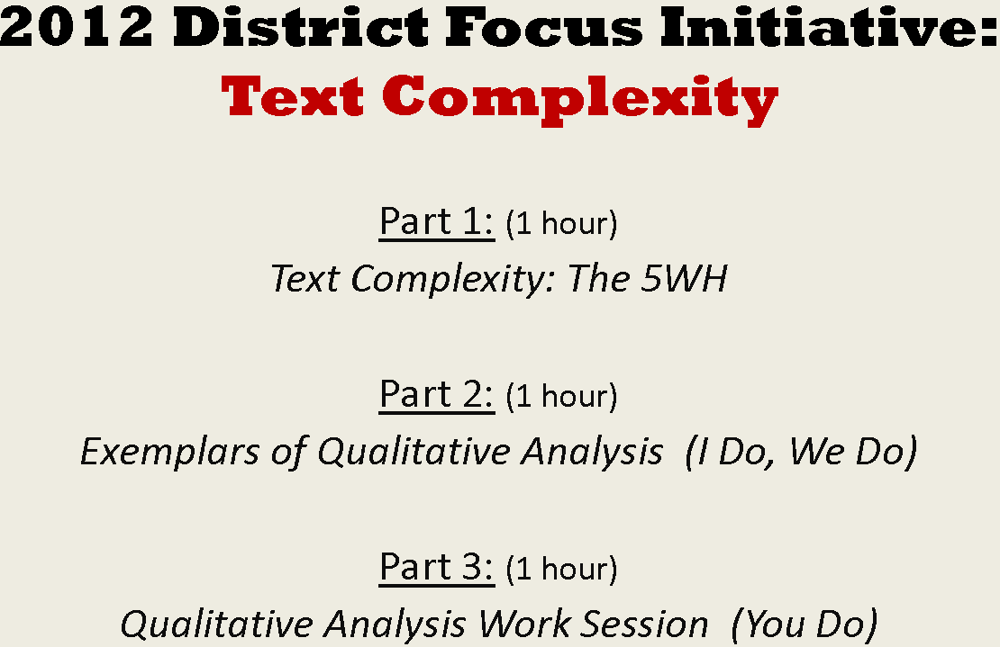 2012 District Focus Initiative:
Text Complexity
Part 1: (1 hour)
Text Complexity: The 5WH
Part 2: (1 hour)
Exemplars of Qualitative Analysis  (I Do, We Do)
Part 3: (1 hour)
Qualitative Analysis Work Session  (You Do)